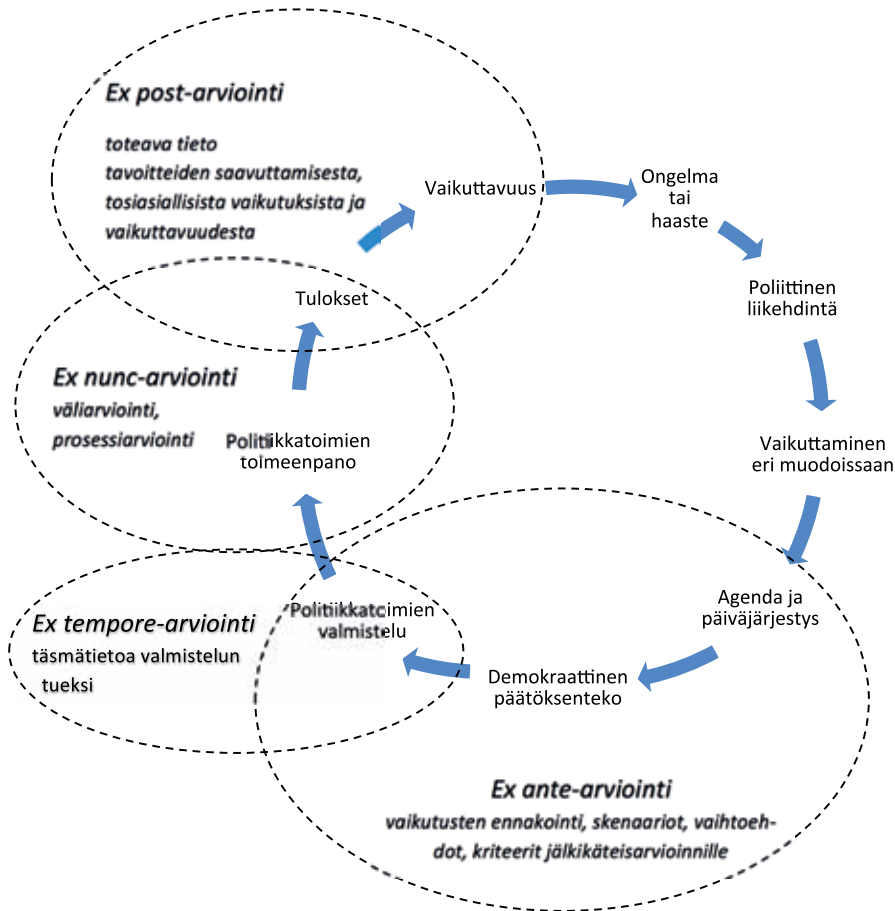 Ex post-arviointi
toteava tieto
tavoitteiden saavuttamisesta,
tosiasiallisista vaikutuksista ja
vaikuttavuudesta
Vaikuttavuus
Ongelma
tai
haaste
Poliittinen
liikehdintä
Vaikuttaminen
eri muodoissaan
Agenda ja
päiväjärjestys
Demokraattinen
päätöksenteko
Politiikkatoimien
valmistelu
Politiikkatoimien
toimeenpano
Tulokset
Ex nunc-arviointi
väliarviointi,
prosessiarviointi
Ex tempore-arviointi
täsmätietoa valmistelun
tueksi
Ex ante-arviointi
vaikutusten ennakointi, skenaariot, vaihtoeh-
dot, kriteerit jälkikäteisarvioinnille